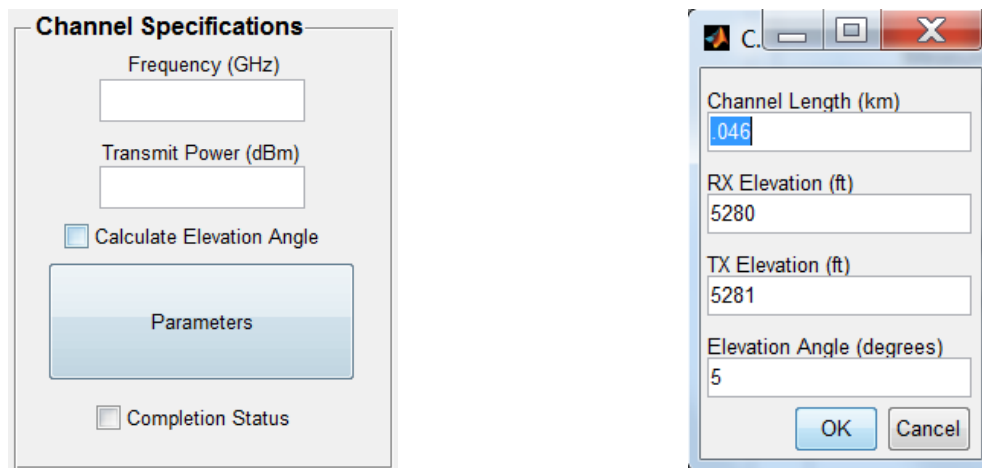 Channel Specifications
Frequency (GHz)
Transmit Power (dBm)
Calculate Elevation Angle
Parameters
Completion Status
C.
Channel Length (km)
.046
RX Elevation (ft)
5280
TX Elevation (ft)
5281
Elevation Angle (degrees)
5
OK Cancel